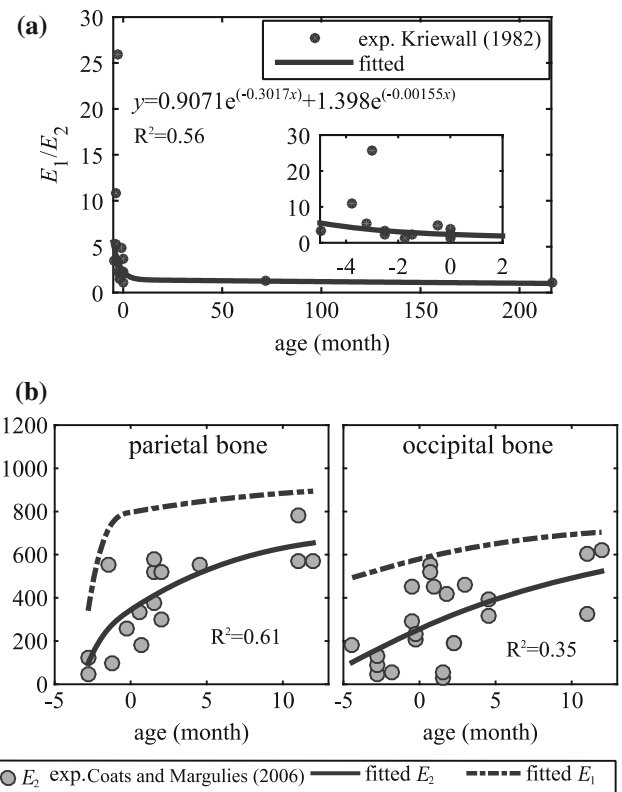 (a)
30
25
20
15
10
5
0
E₁/E₂
exp. Kriewall (1982)
fitted
y=0.9071e^(-0.3017x)+1.398e^(-0.00155x)
R²=0.56
30
20
10
0
-4 -2 0 2
0 50 100 150 200
age (month)
(b)
1200
1000
800
600
400
200
0
parietal bone
R²=0.61
-5 0 5 10
age (month)
occipital bone
R²=0.35
-5 0 5 10
age (month)
E₂ exp.Coats and Margulies (2006) fitted E₂ fitted E₁